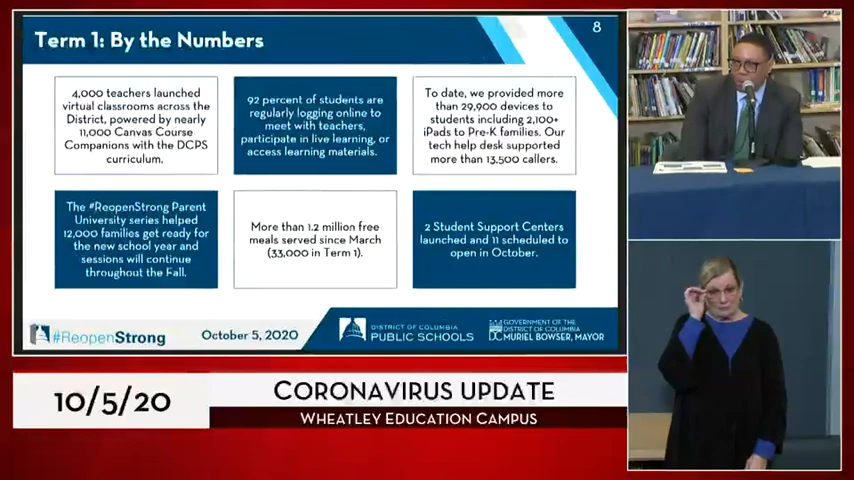 8
Term 1: By the Numbers
4,000 teachers launched
virtual classrooms across the
District, powered by nearly
11,000 Canvas Course
Companions with the DCPS
curriculum.
92 percent of students are
regularly logging online to
meet with teachers,
participate in live learning, or
access learning materials.
To date, we provided more
than 29,900 devices to
students including 2,100+
iPads to Pre-K families. Our
tech help desk supported
more than 13,500 callers.
The #ReopenStrong Parent
University series helped
12,000 families get ready for
the new school year and
sessions will continue
throughout the Fall.
More than 1.2 million free
meals served since March
(33,000 in Term 1).
2 Student Support Centers
launched and 11 scheduled to
open in October.
#ReopenStrong
October 5, 2020
DISTRICT OF COLUMBIA
PUBLIC SCHOOLS
GOVERNMENT OF THE
DISTRICT OF COLUMBIA
MURIEL BOWSER, MAYOR
10/5/20
CORONAVIRUS UPDATE
WHEATLEY EDUCATION CAMPUS